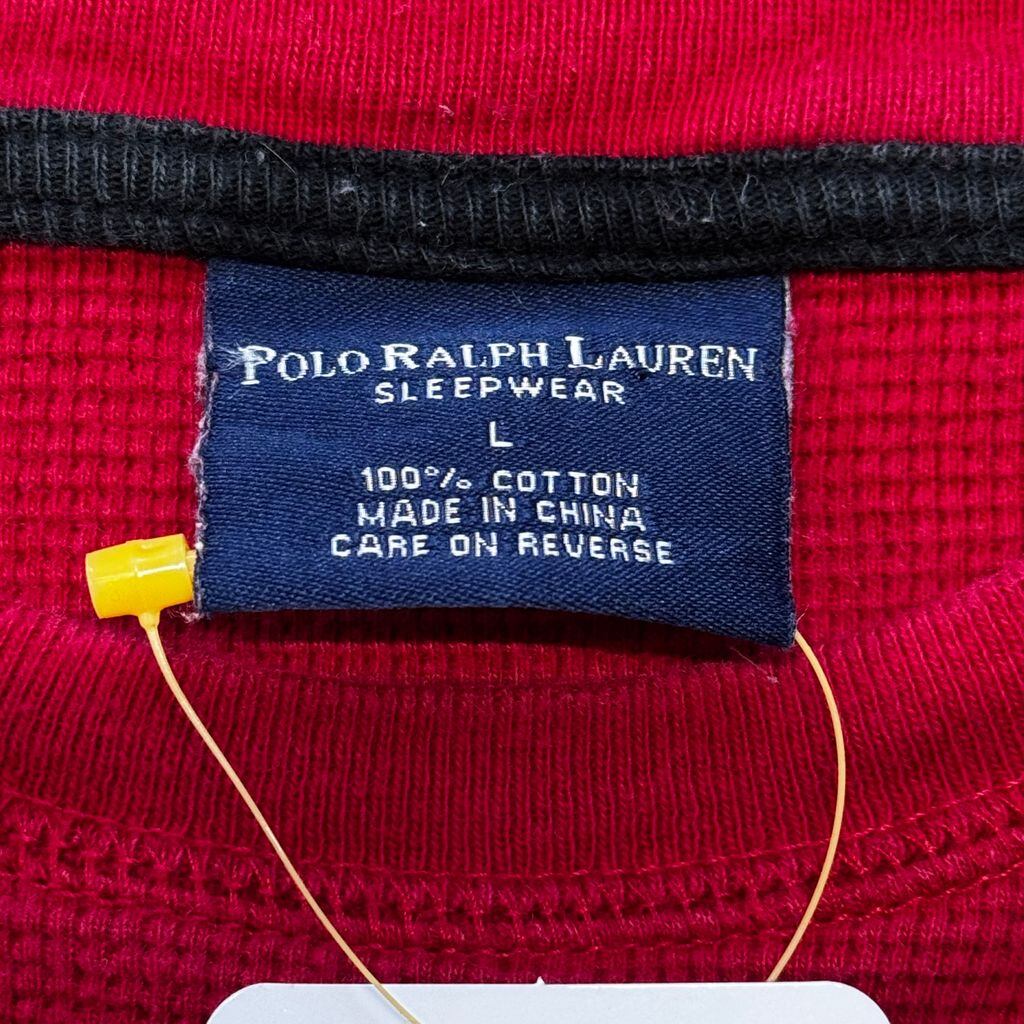 POLO RALPH LAUREN
SLEEPWEAR
L
100% COTTON
MADE IN CHINA
CARE ON REVERSE